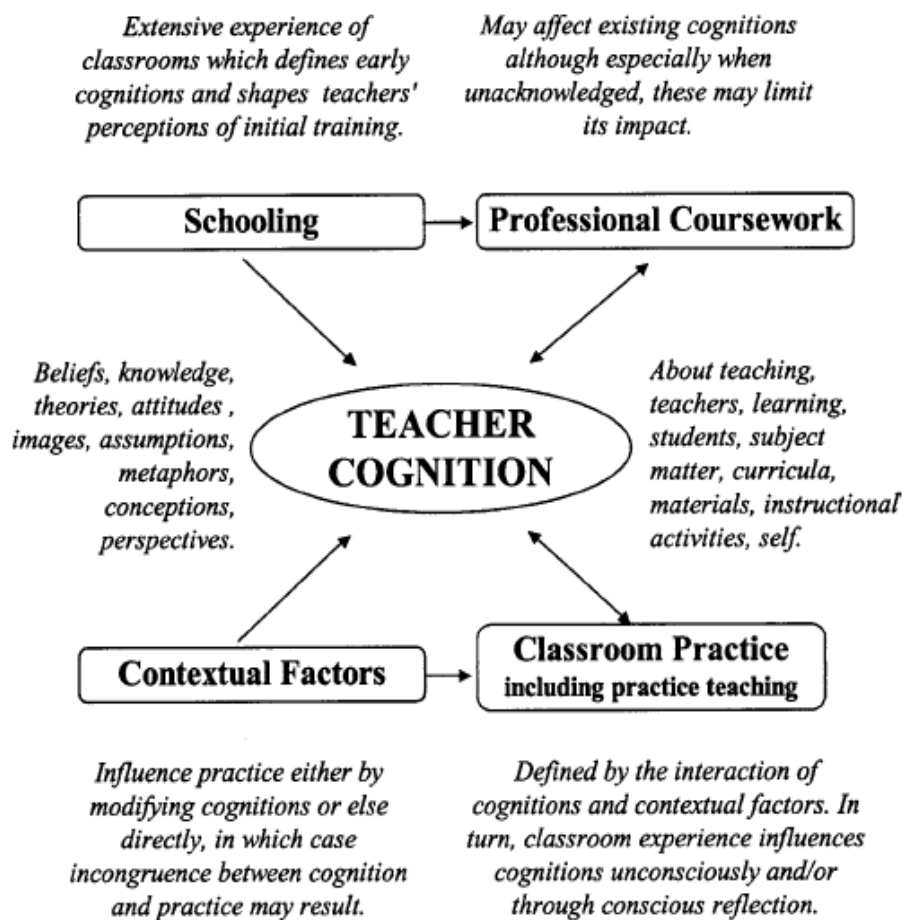 Extensive experience of
classrooms which defines early
cognitions and shapes teachers'
perceptions of initial training.
May affect existing cognitions
although especially when
unacknowledged, these may limit
its impact.
Schooling
Professional Coursework
Beliefs, knowledge,
theories, attitudes ,
images, assumptions,
metaphors,
conceptions,
perspectives.
TEACHER
COGNITION
About teaching,
teachers, learning,
students, subject
matter, curricula,
materials, instructional
activities, self.
Contextual Factors
Classroom Practice
including practice teaching
Influence practice either by
modifying cognitions or else
directly, in which case
incongruence between cognition
and practice may result.
Defined by the interaction of
cognitions and contextual factors. In
turn, classroom experience influences
cognitions unconsciously and/or
through conscious reflection.